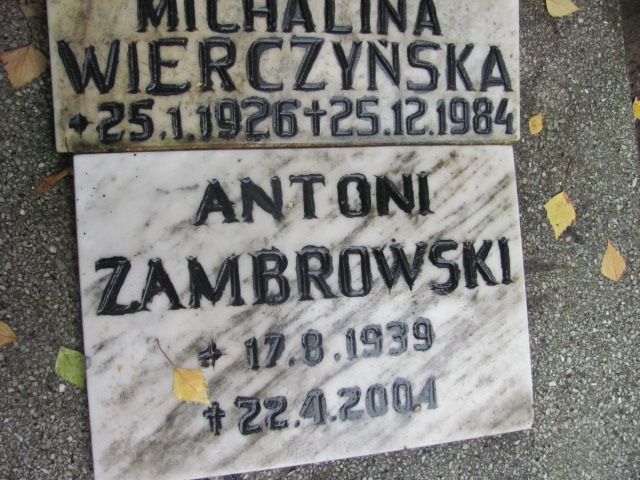 MICHALINA
WIERCZYŃSKA
*25.1.1926 †25.12.1984
ANTONI
ZAMBROWSKI
* 17.8.1939
† 22.4.2004